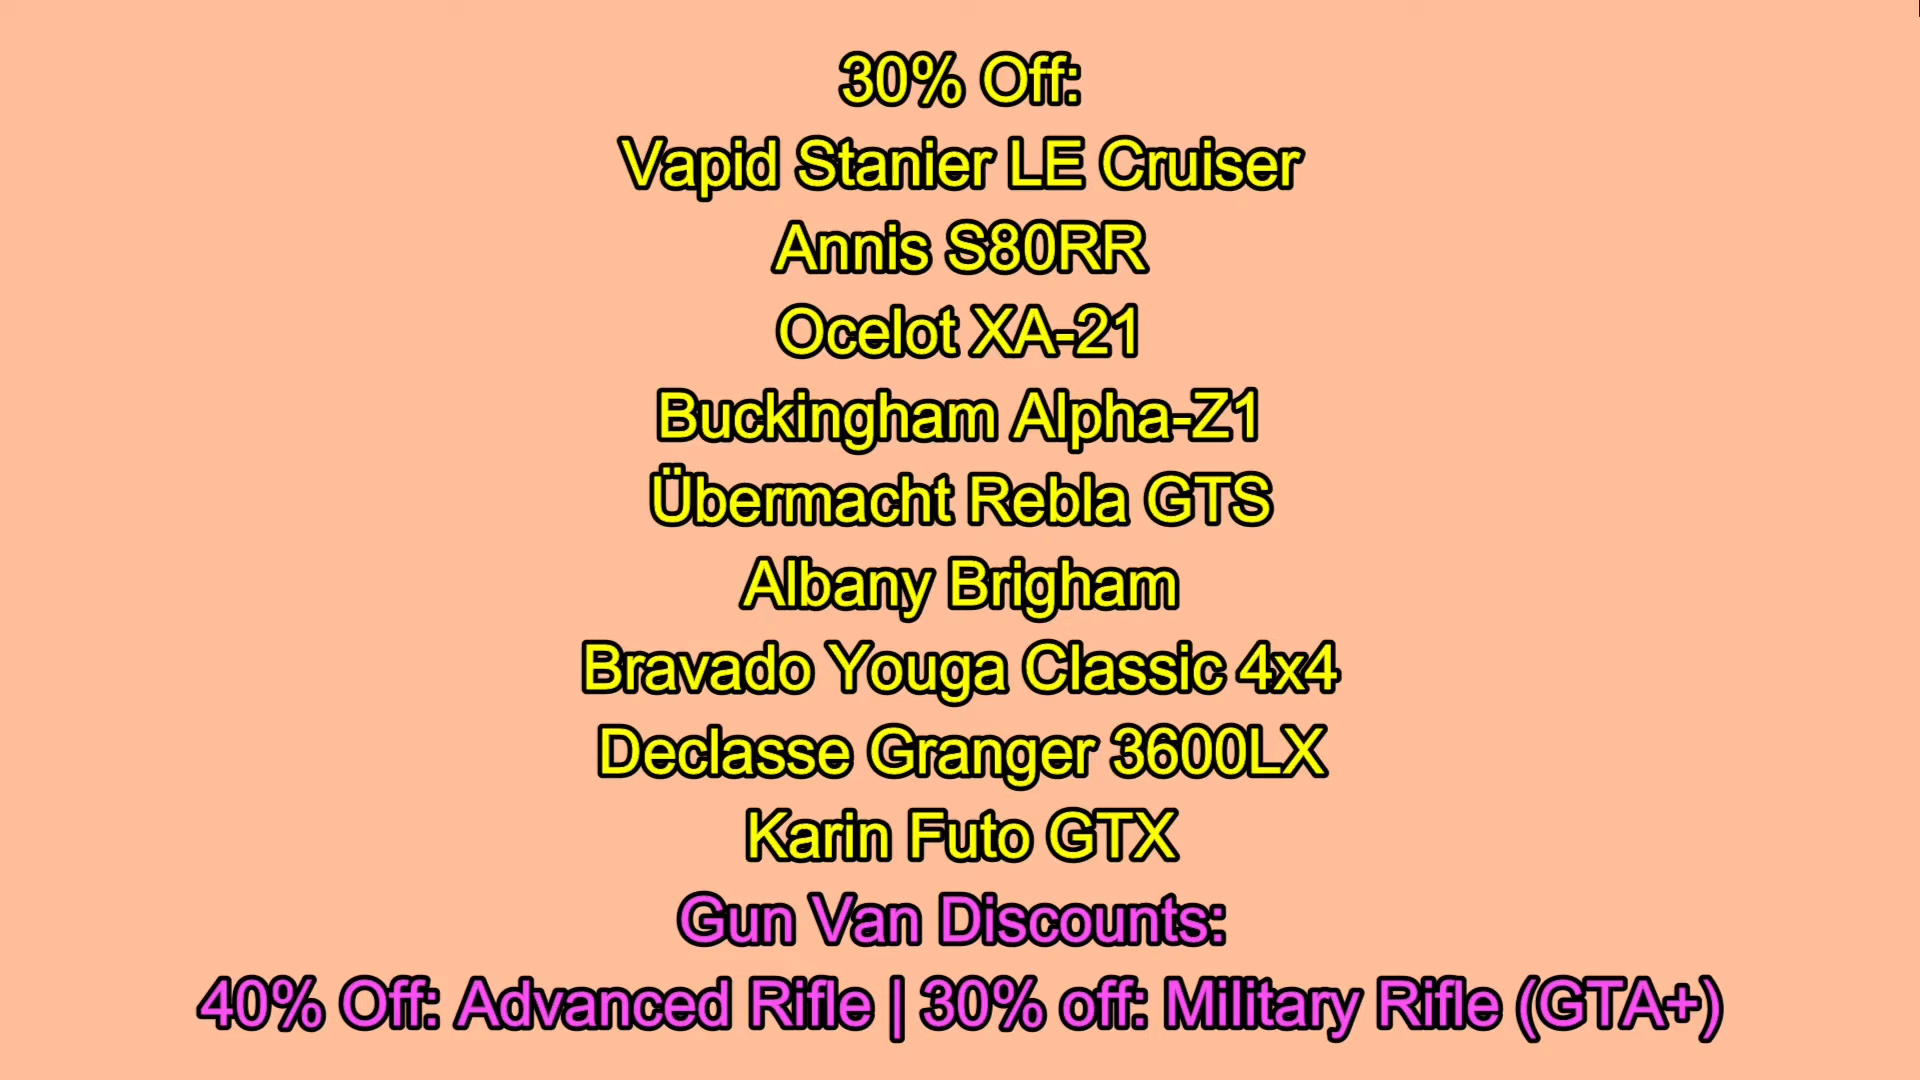 30% Off:
Vapid Stanier LE Cruiser
Annis S80RR
Ocelot XA-21
Buckingham Alpha-Z1
Übermacht Rebla GTS
Albany Brigham
Bravado Youga Classic 4x4
Declasse Granger 3600LX
Karin Futo GTX
Gun Van Discounts:
40% Off: Advanced Rifle | 30% off: Military Rifle (GTA+)